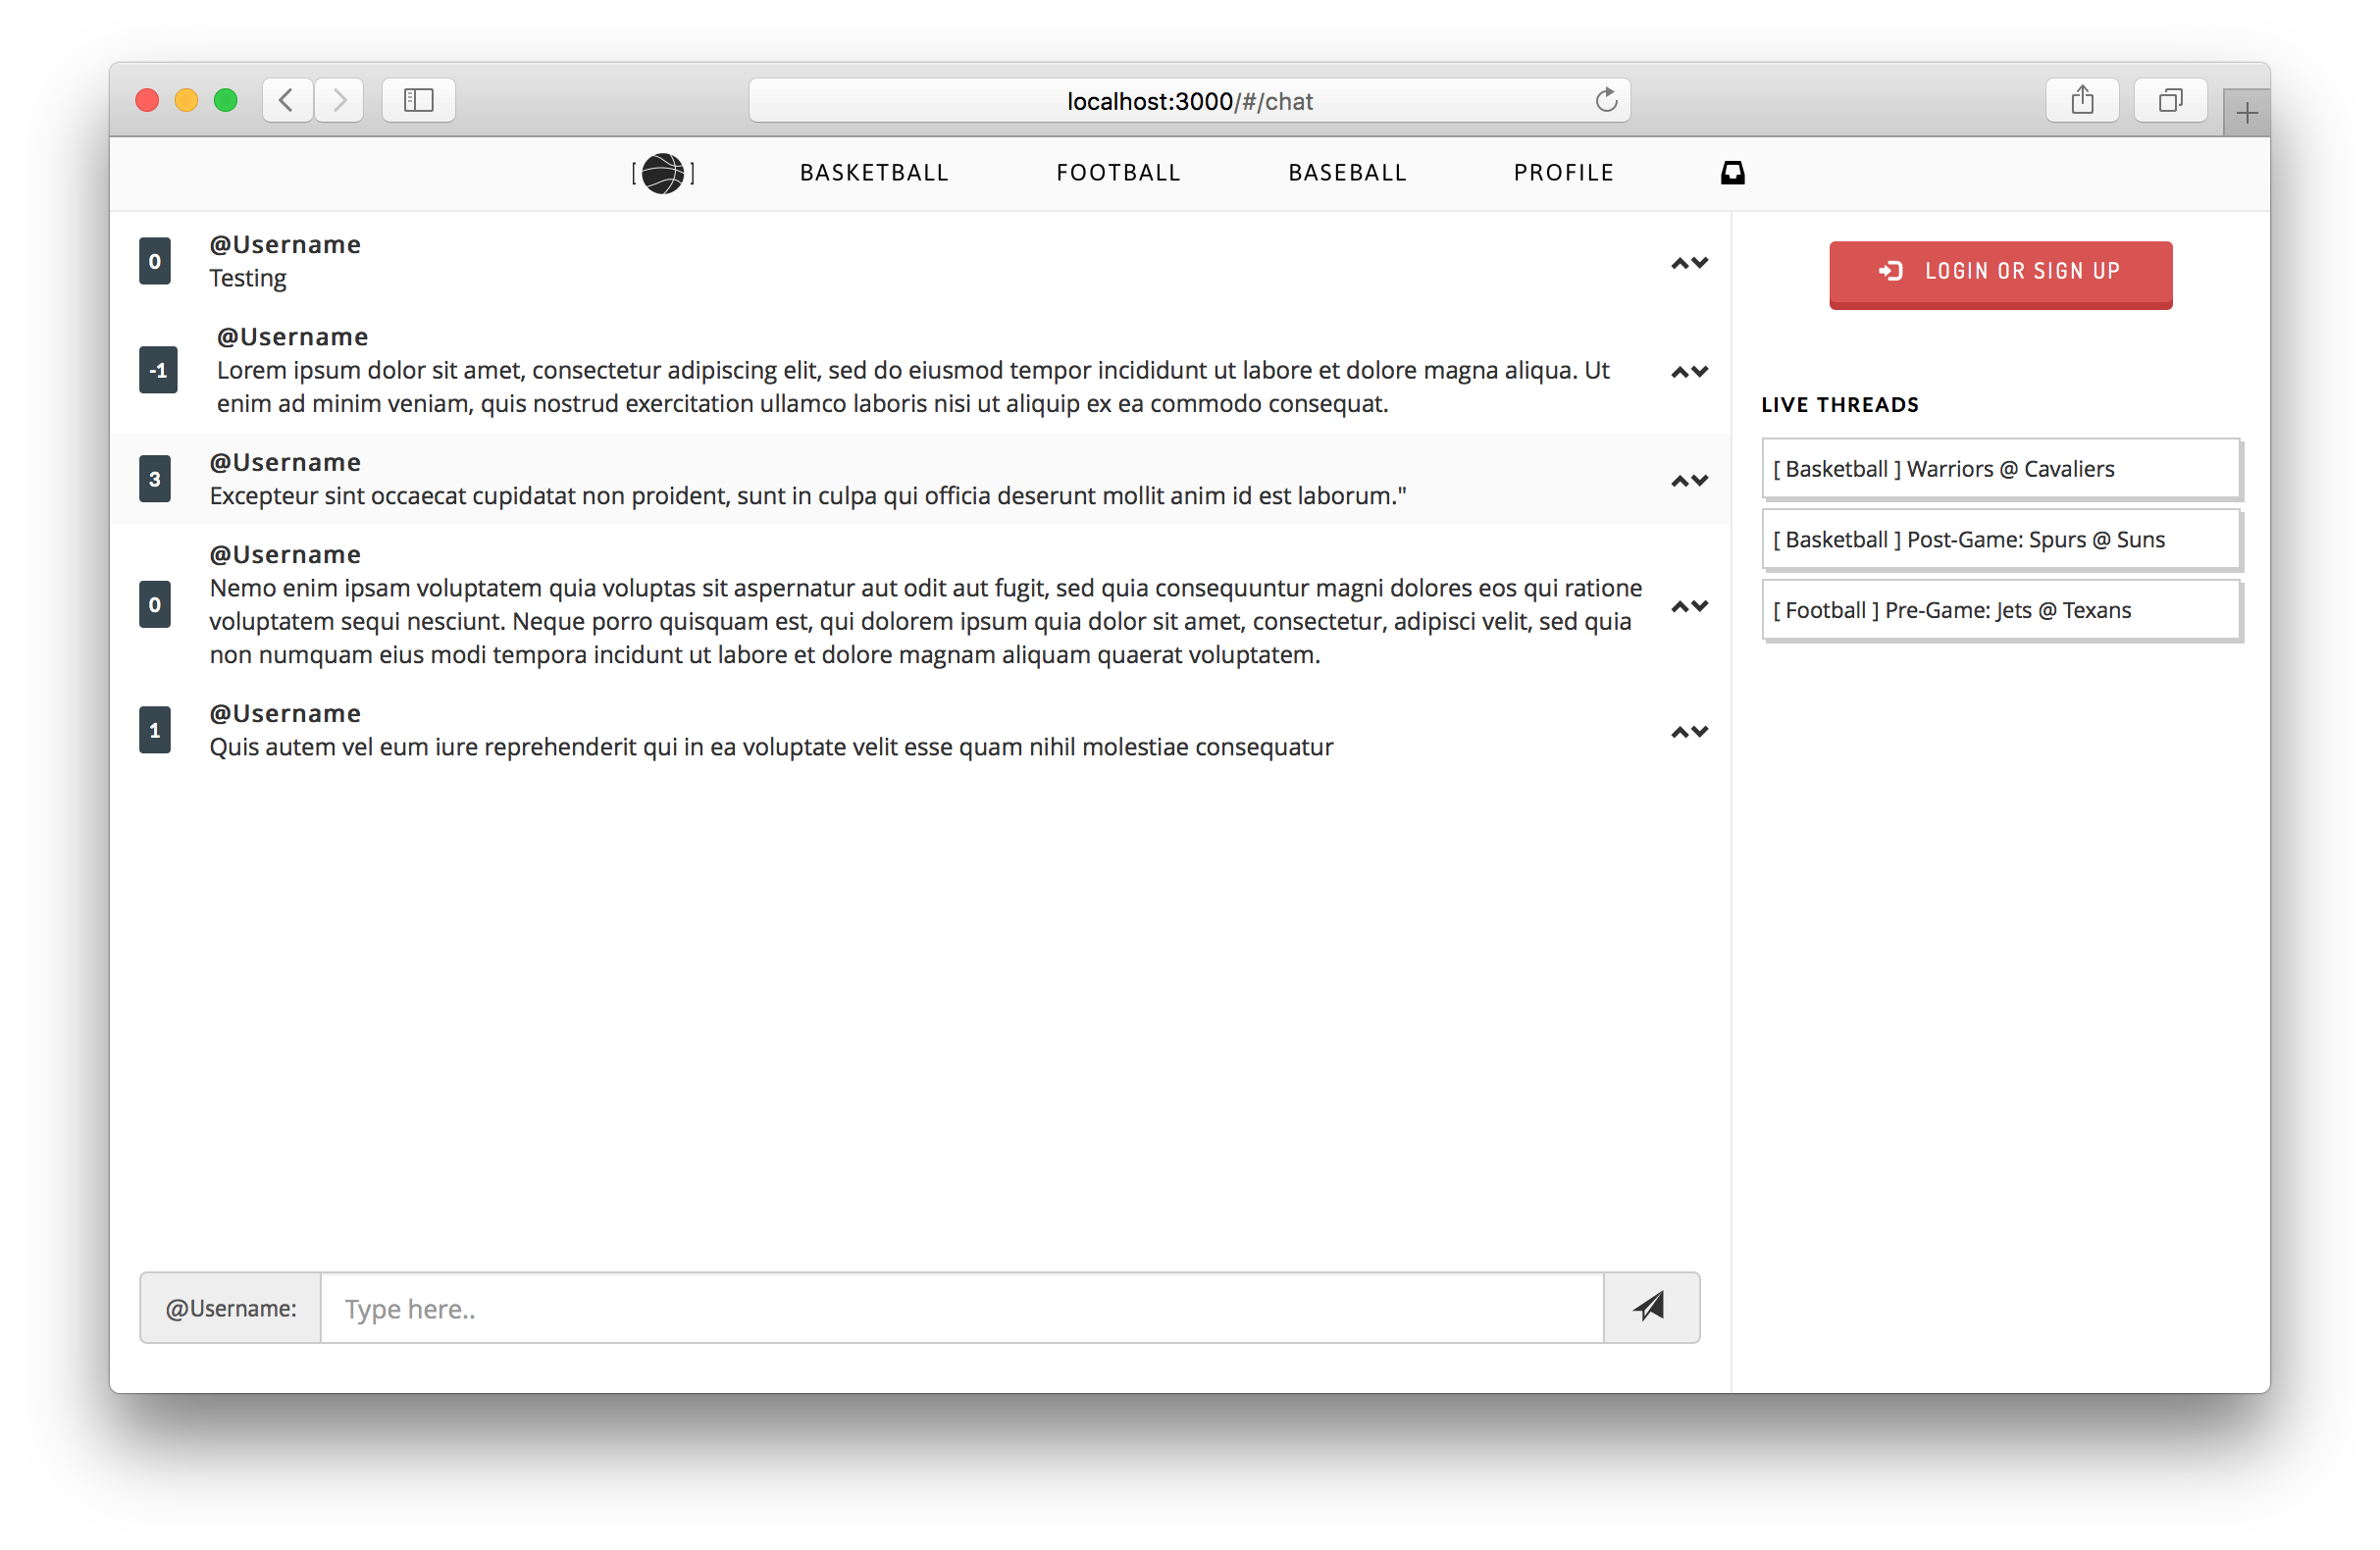 localhost:3000/#/chat
[ ] BASKETBALL FOOTBALL BASEBALL PROFILE
0
@Username
Testing
-1
@Username
Lorem ipsum dolor sit amet, consectetur adipiscing elit, sed do eiusmod tempor incididunt ut labore et dolore magna aliqua. Ut
enim ad minim veniam, quis nostrud exercitation ullamco laboris nisi ut aliquip ex ea commodo consequat.
3
@Username
Excepteur sint occaecat cupidatat non proident, sunt in culpa qui officia deserunt mollit anim id est laborum."
0
@Username
Nemo enim ipsam voluptatem quia voluptas sit aspernatur aut odit aut fugit, sed quia consequuntur magni dolores eos qui ratione
voluptatem sequi nesciunt. Neque porro quisquam est, qui dolorem ipsum quia dolor sit amet, consectetur, adipisci velit, sed quia
non numquam eius modi tempora incidunt ut labore et dolore magnam aliquam quaerat voluptatem.
1
@Username
Quis autem vel eum iure reprehenderit qui in ea voluptate velit esse quam nihil molestiae consequatur
@Username: Type here..
LOGIN OR SIGN UP
LIVE THREADS
[ Basketball ] Warriors @ Cavaliers
[ Basketball ] Post-Game: Spurs @ Suns
[ Football ] Pre-Game: Jets @ Texans